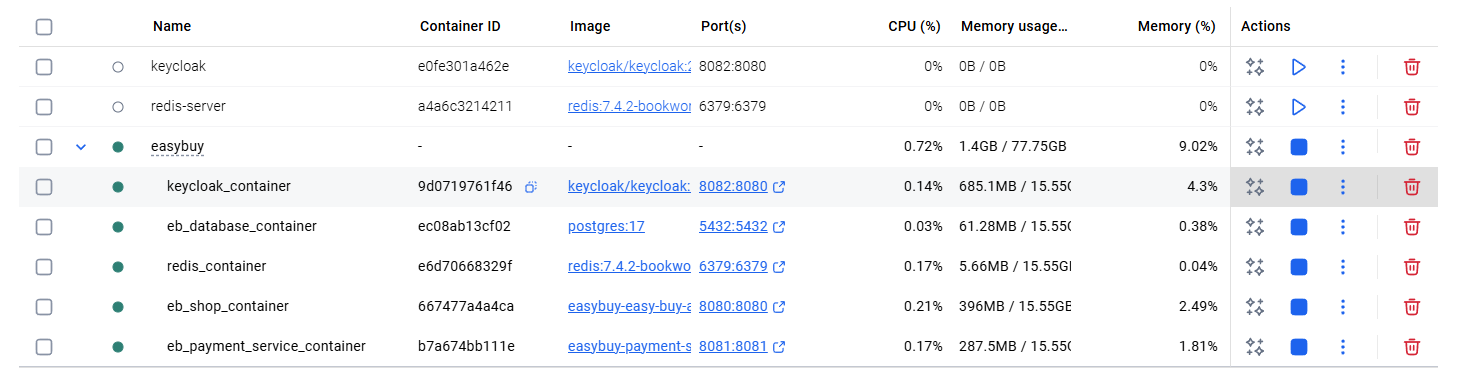 Name Container ID Image Port(s) CPU (%) Memory usage... Memory (%) Actions
keycloak e0fe301a462e keycloak/keycloak:2 8082:8080 0% 0B / 0B 0%
redis-server a4a6c3214211 redis:7.4.2-bookwor 6379:6379 0% 0B / 0B 0%
easybuy - - - 0.72% 1.4GB / 77.75GB 9.02%
keycloak_container 9d0719761f46 keycloak/keycloak: 8082:8080 0.14% 685.1MB / 15.55G 4.3%
eb_database_container ec08ab13cf02 postgres:17 5432:5432 0.03% 61.28MB / 15.55G 0.38%
redis_container e6d70668329f redis:7.4.2-bookwo 6379:6379 0.17% 5.66MB / 15.55GB 0.04%
eb_shop_container 667477a4a4ca easybuy-easy-buy-a 8080:8080 0.21% 396MB / 15.55GB 2.49%
eb_payment_service_container b7a674bb111e easybuy-payment-s 8081:8081 0.17% 287.5MB / 15.55G 1.81%